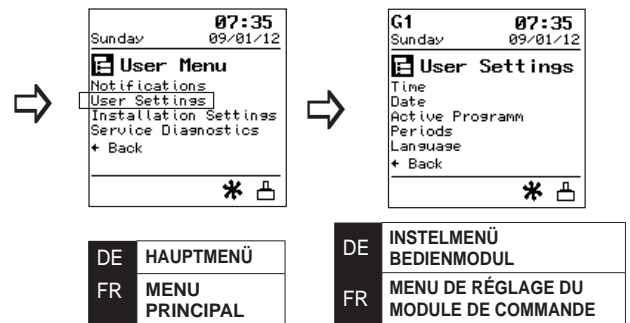 07:35
Sunday 09/01/12
User Menu
Notifications
User Settings
Installation Settings
Service Diagnostics
← Back
G1 07:35
Sunday 09/01/12
User Settings
Time
Date
Active Programm
Periods
Language
← Back
DE HAUPTMENÜ
FR MENU
PRINCIPAL
DE INSTELMENÜ
BEDIENMODUL
FR MENU DE RÉGLAGE DU
MODULE DE COMMANDE